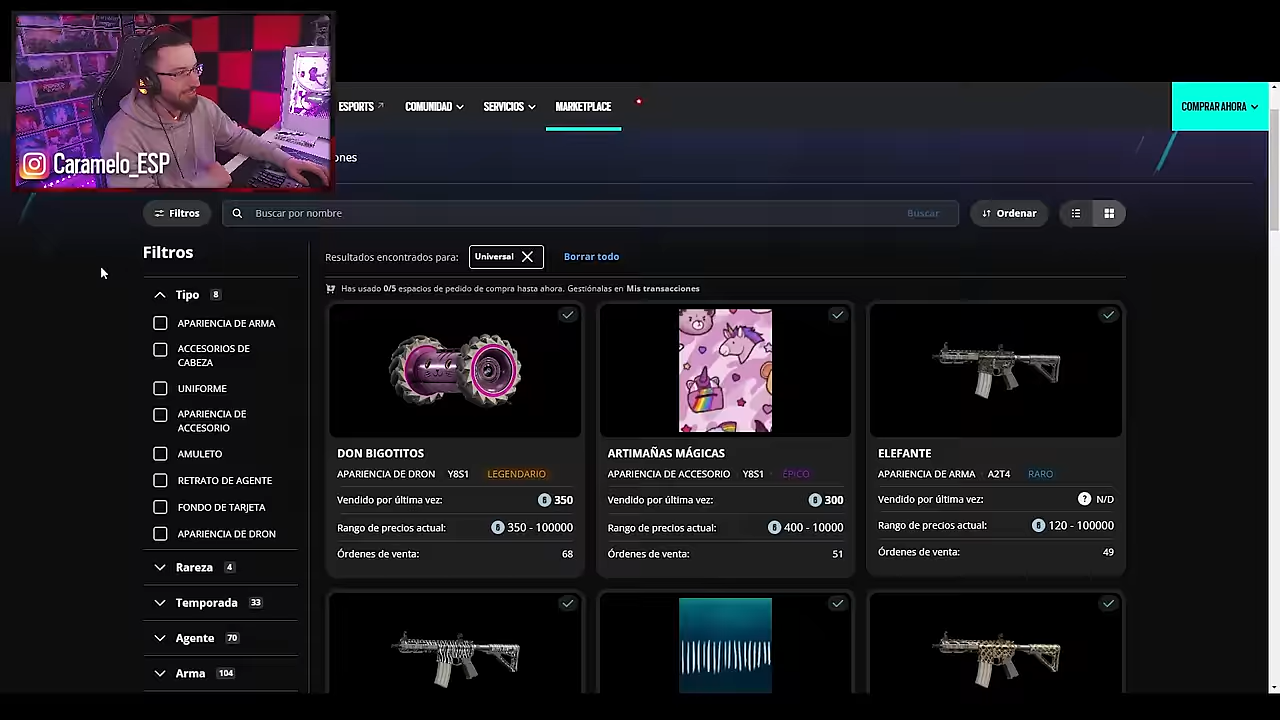 Caramelo_ESP
ESPORTS
COMUNIDAD
SERVICIOS
MARKETPLACE
COMPRAR AHORA
ones
Filtros
Buscar por nombre
Buscar
Ordenar
Filtros
Resultados encontrados para:
Universal
Borrar todo
Has usado 0/5 espacios de pedido de compra hasta ahora. Gestiónalas en Mis transacciones
Tipo 8
APARIENCIA DE ARMA
ACCESORIOS DE
CABEZA
UNIFORME
APARIENCIA DE
ACCESORIO
AMULETO
RETRATO DE AGENTE
FONDO DE TARJETA
APARIENCIA DE DRON
Rareza 4
Temporada 33
Agente 70
Arma 104
DON BIGOTITOS
APARIENCIA DE DRON Y8S1 LEGENDARIO
Vendido por última vez: 350
Rango de precios actual: 350 - 100000
Órdenes de venta: 68
ARTIMAÑAS MÁGICAS
APARIENCIA DE ACCESORIO Y8S1 ÉPICO
Vendido por última vez: 300
Rango de precios actual: 400 - 10000
Órdenes de venta: 51
ELEFANTE
APARIENCIA DE ARMA A2T4 RARO
Vendido por última vez: ? N/D
Rango de precios actual: 120 - 100000
Órdenes de venta: 49